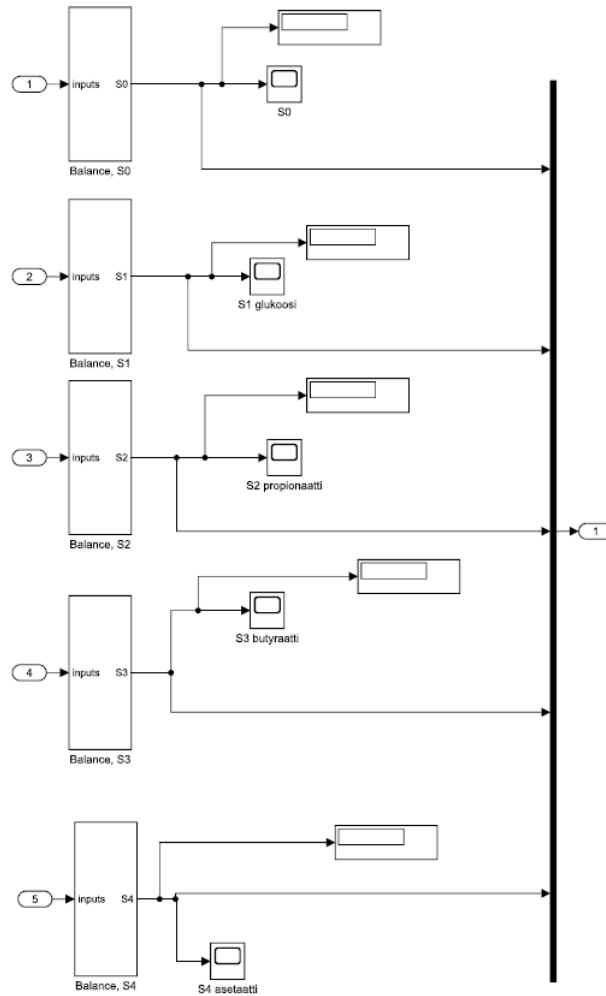 1
inputs
S0
S0
Balance, S0
2
inputs
S1
S1 glukoosi
Balance, S1
3
inputs
S2
S2 propionaatti
Balance, S2
1
S3 butyraatti
4
inputs
S3
Balance, S3
5
inputs
S4
S4 asetaatti
Balance, S4